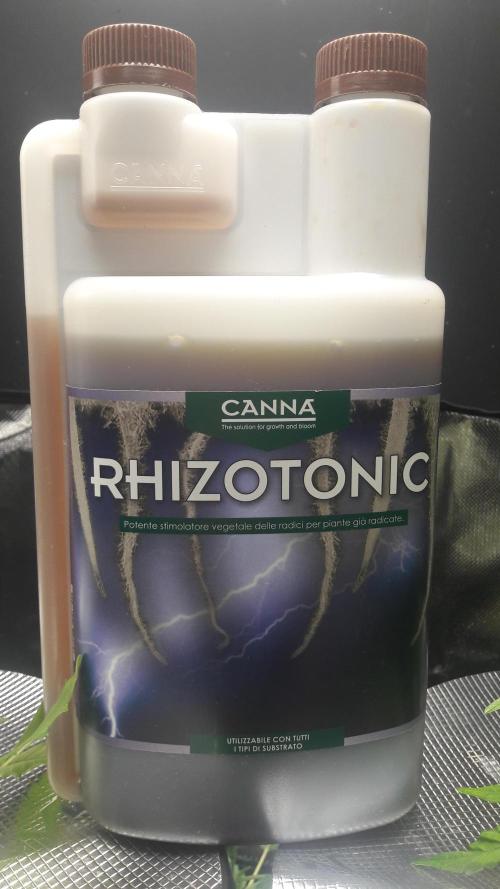 CANNA
CANNA
The solution for growth and bloom
RHIZOTONIC
Potente stimolatore vegetale delle radici per piante già radicate.
UTILIZZABILE CON TUTTI
I TIPI DI SUBSTRATO